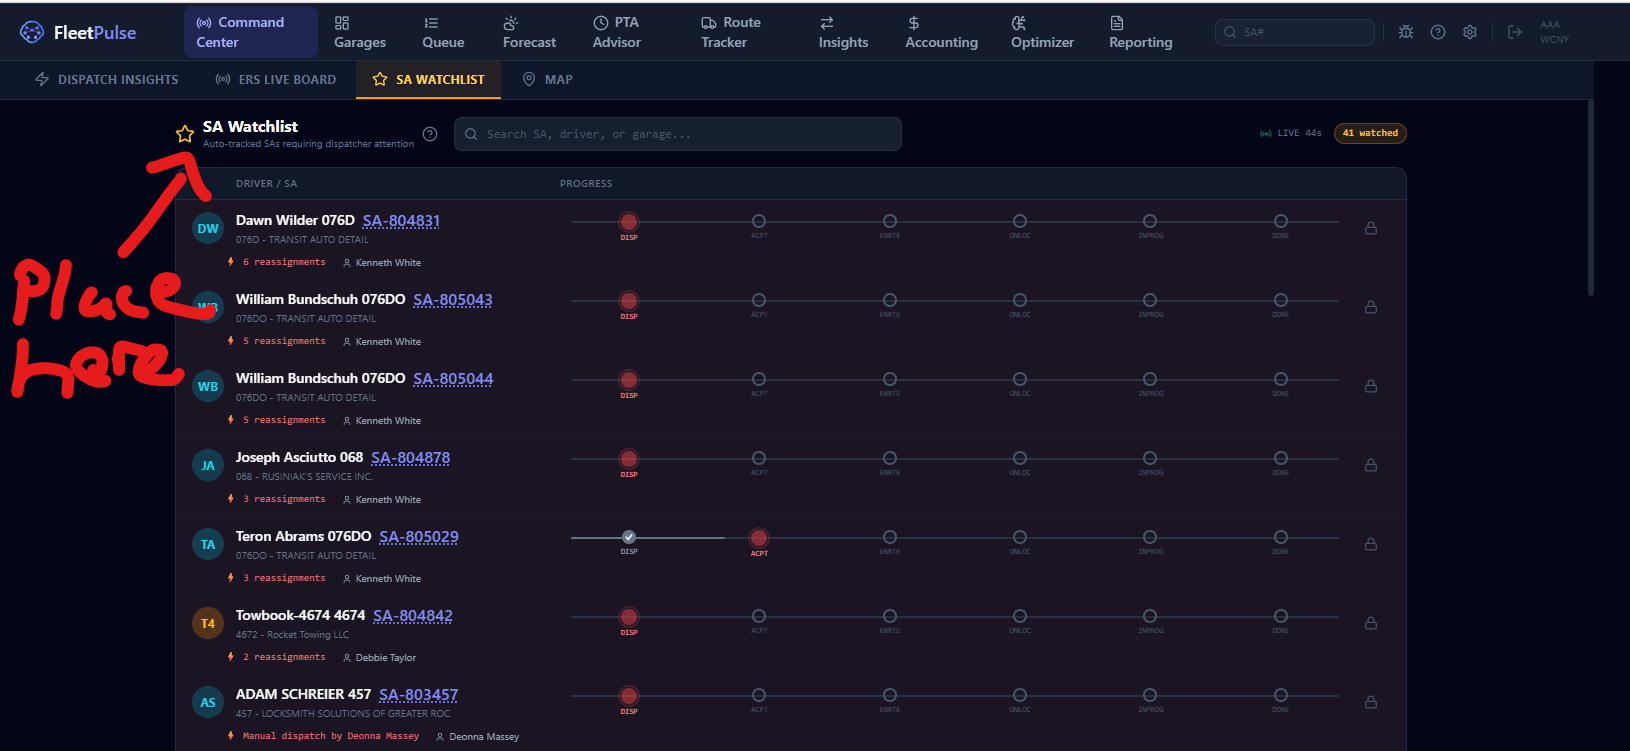 FleetPulse
Command Center
Garages
Queue
Forecast
PTA Advisor
Route Tracker
Insights
Accounting
Optimizer
Reporting
SA#
AAA WCNY
DISPATCH INSIGHTS
ERS LIVE BOARD
SA WATCHLIST
MAP
SA Watchlist
Auto-tracked SAs requiring dispatcher attention
Search SA, driver, or garage...
LIVE 44s
41 watched
Place
here
DRIVER / SA PROGRESS
DW
Dawn Wilder 076D SA-804831
076D - TRANSIT AUTO DETAIL
6 reassignments Kenneth White
DISP ACPT ENRTE ONLOC INPROG DONE
WB
William Bundschuh 076DO SA-805043
076DO - TRANSIT AUTO DETAIL
5 reassignments Kenneth White
DISP ACPT ENRTE ONLOC INPROG DONE
WB
William Bundschuh 076DO SA-805044
076DO - TRANSIT AUTO DETAIL
5 reassignments Kenneth White
DISP ACPT ENRTE ONLOC INPROG DONE
JA
Joseph Asciutto 068 SA-804878
068 - RUSINIAK'S SERVICE INC.
3 reassignments Kenneth White
DISP ACPT ENRTE ONLOC INPROG DONE
TA
Teron Abrams 076DO SA-805029
076DO - TRANSIT AUTO DETAIL
3 reassignments Kenneth White
DISP ACPT ENRTE ONLOC INPROG DONE
T4
Towbook-4674 4674 SA-804842
4672 - Rocket Towing LLC
2 reassignments Debbie Taylor
DISP ACPT ENRTE ONLOC INPROG DONE
AS
ADAM SCHREIER 457 SA-803457
457 - LOCKSMITH SOLUTIONS OF GREATER ROC
Manual dispatch by Deonna Massey Deonna Massey
DISP ACPT ENRTE ONLOC INPROG DONE